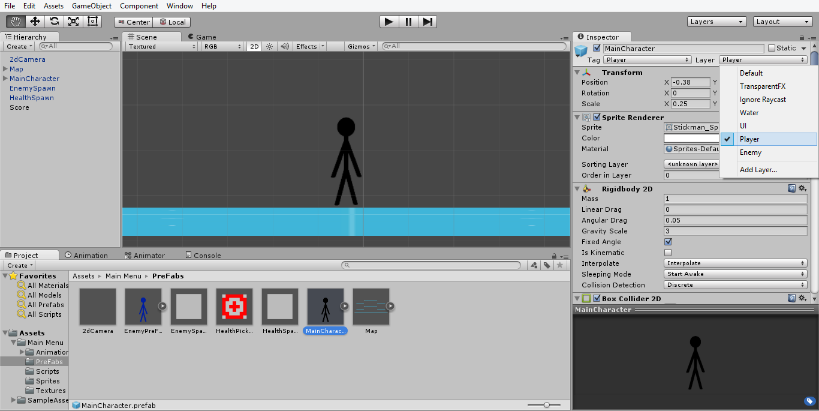 File Edit Assets GameObject Component Window Help
Center Local Layers Layout
Hierarchy
Create All
2dCamera
Map
MainCharacter
EnemySpawn
HealthSpawn
Score
Scene Game
Textured RGB 2D Effects Gizmos All
Inspector
MainCharacter Static
Tag Player Layer Player
Default
TransparentFX
Ignore Raycast
Water
UI
Player
Enemy
Add Layer...
Transform
Position X -0.38 Y
Rotation X 0 Y
Scale X 0.25 Y
Sprite Renderer
Sprite Stickman_Sp
Color
Material Sprites-Defau
Sorting Layer <unknown layer>
Order in Layer 0
Rigidbody 2D
Mass 1
Linear Drag 0
Angular Drag 0.05
Gravity Scale 3
Fixed Angle
Is Kinematic
Interpolate Interpolate
Sleeping Mode Start Awake
Collision Detection Discrete
Box Collider 2D
MainCharacter
Project Animation Animator Console
Create
Favorites
All Materials
All Models
All Prefabs
All Scripts
Assets
Main Menu
Animation
PreFabs
Scripts
Sprites
Textures
SampleAsse
Assets Main Menu PreFabs
2dCamera EnemyPreF... EnemySpa... HealthPick... HealthSpa... MainCharac... Map
MainCharacter.prefab